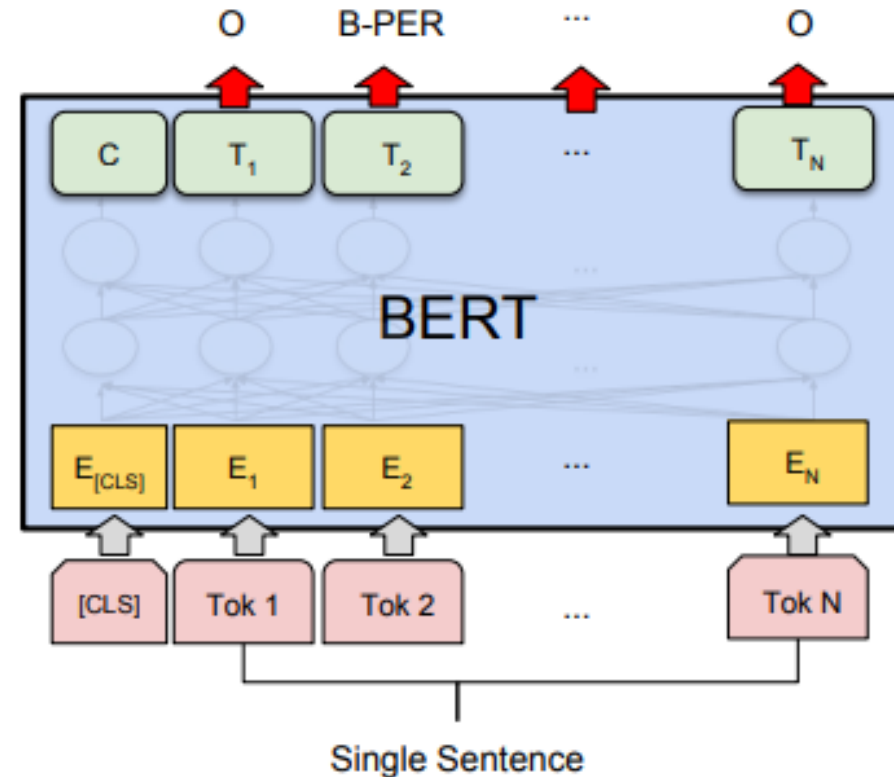 O B-PER ... O
C T1 T2 ... TN
...
BERT
...
E[CLS] E1 E2 ... EN
[CLS] Tok 1 Tok 2 ... Tok N
Single Sentence